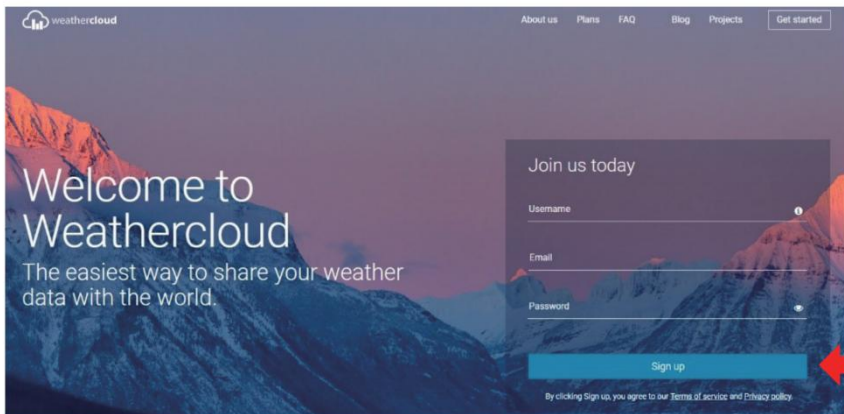 weathercloud
About us Plans FAQ Blog Projects Get started
Welcome to
Weathercloud
The easiest way to share your weather
data with the world.
Join us today
Username
Email
Password
Sign up
By clicking Sign up, you agree to our Terms of service and Privacy policy.